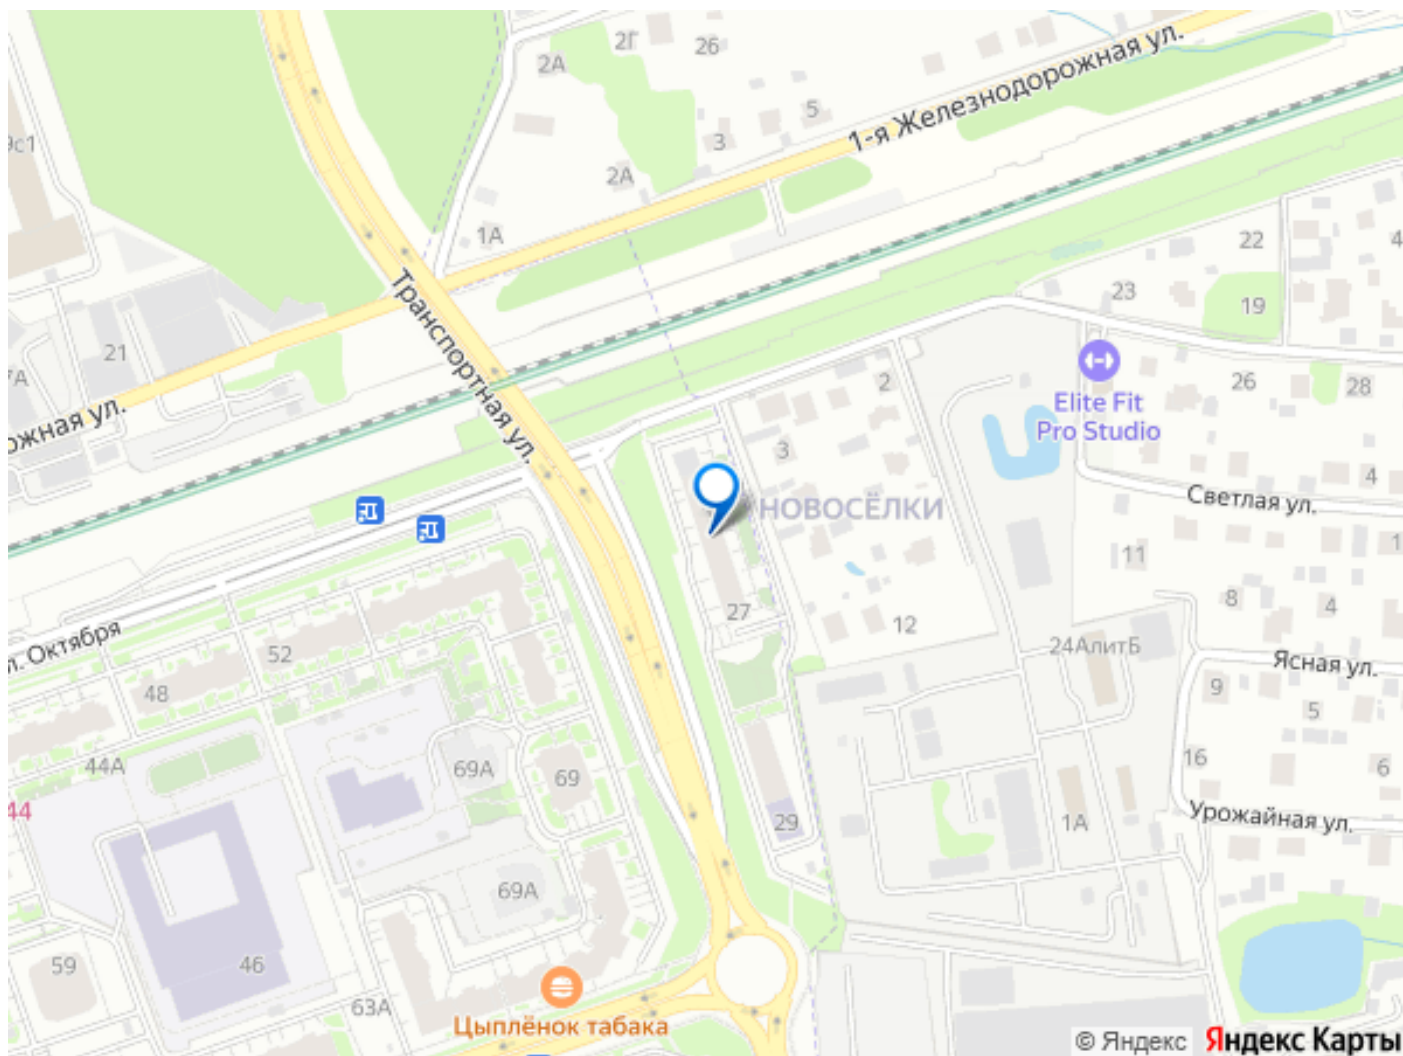 2Г
26
2А
1-я Железнодорожная ул.
5
3
9с1
2А
1А
22
4
23
19
Транспортная ул.
21
7А
2
26
28
Elite Fit
Pro Studio
ожная ул.
3
4
Светлая ул.
НОВОСЁЛКИ
11
1
27
8
4
12
л. Октября
52
24АлитБ
Ясная ул.
48
9
5
16
44А
69А
69
6
44
29
1А
Урожайная ул.
69А
59
46
63А
Цыплёнок табака
© Яндекс Яндекс Карты